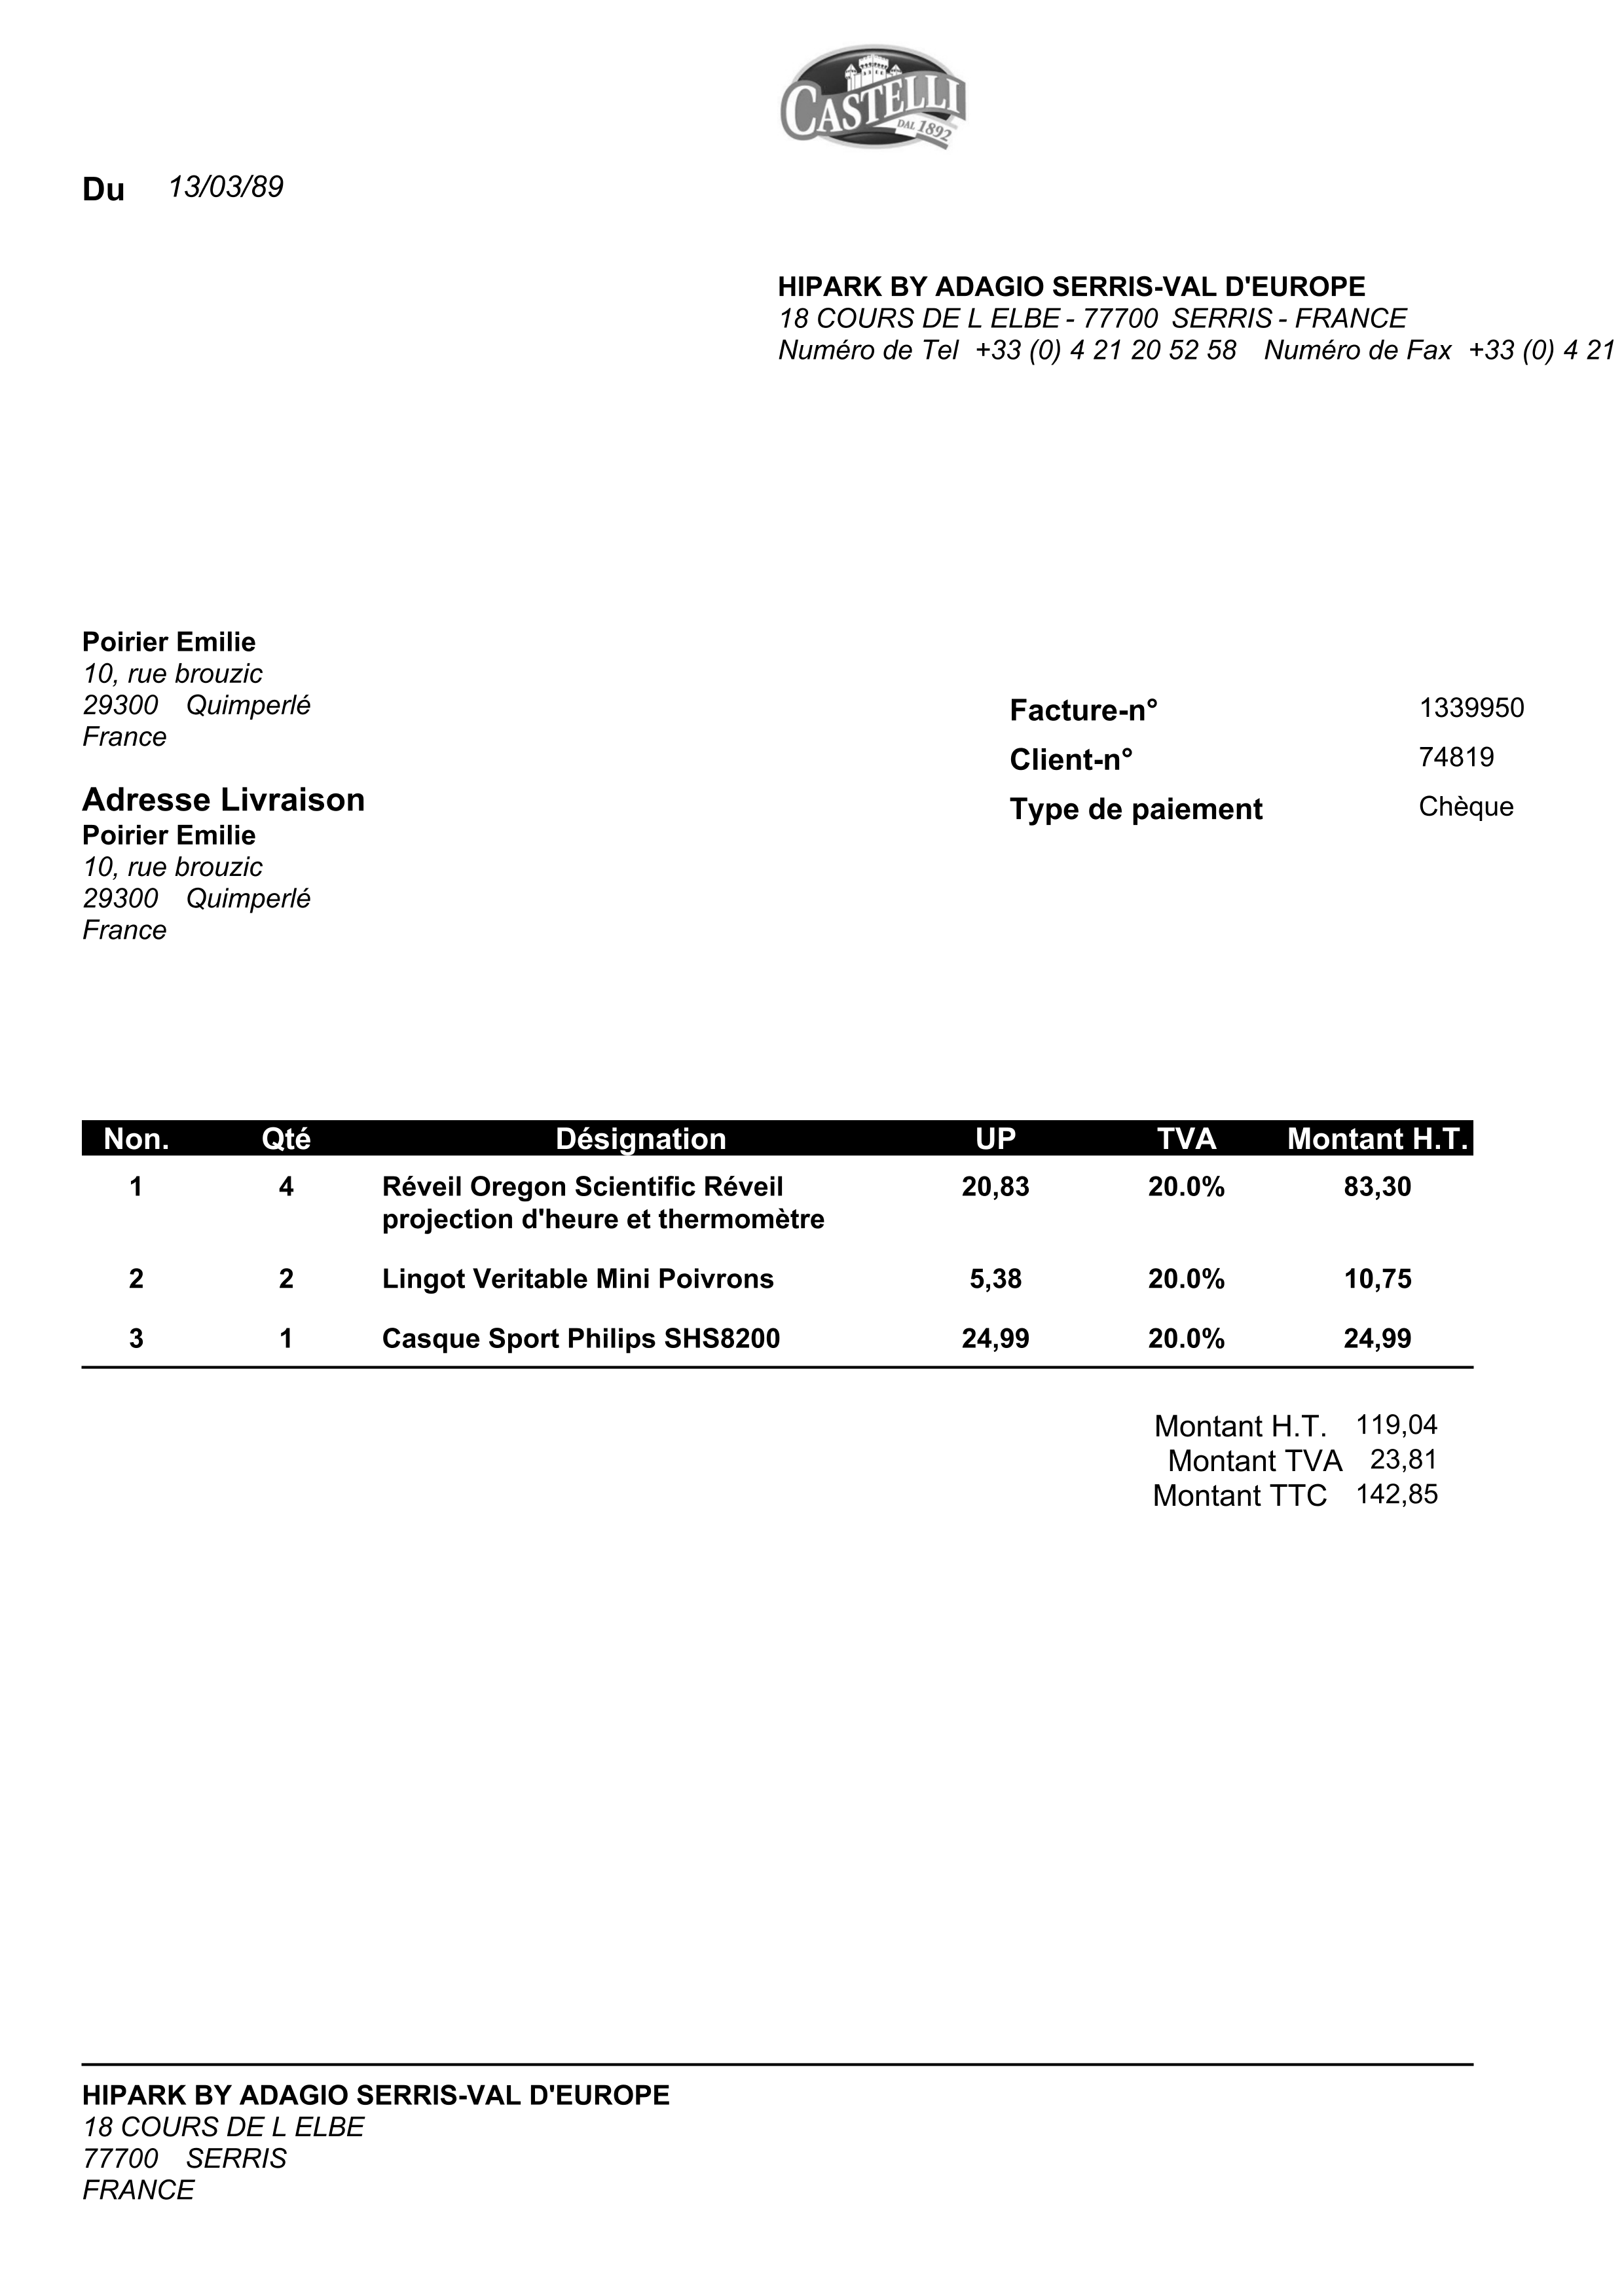 CASTELLI
DAL 1892
Du 13/03/89
HIPARK BY ADAGIO SERRIS-VAL D'EUROPE
18 COURS DE L ELBE - 77700 SERRIS - FRANCE
Numéro de Tel +33 (0) 4 21 20 52 58 Numéro de Fax +33 (0) 4 21
Poirier Emilie
10, rue brouzic
29300 Quimperlé
France
Facture-n° 1339950
Client-n° 74819
Type de paiement Chèque
Adresse Livraison
Poirier Emilie
10, rue brouzic
29300 Quimperlé
France
Non. Qté Désignation UP TVA Montant H.T.
1 4 Réveil Oregon Scientific Réveil 20,83 20.0% 83,30
projection d'heure et thermomètre
2 2 Lingot Veritable Mini Poivrons 5,38 20.0% 10,75
3 1 Casque Sport Philips SHS8200 24,99 20.0% 24,99
Montant H.T. 119,04
Montant TVA 23,81
Montant TTC 142,85
HIPARK BY ADAGIO SERRIS-VAL D'EUROPE
18 COURS DE L ELBE
77700 SERRIS
FRANCE